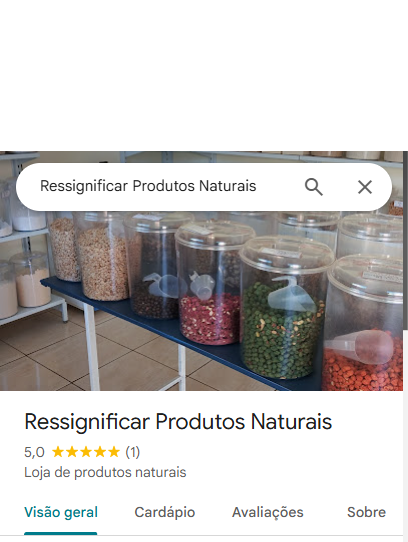 Ressignificar Produtos Naturais
Ressignificar Produtos Naturais
5,0 ★★★★★ (1)
Loja de produtos naturais
Visão geral Cardápio Avaliações Sobre